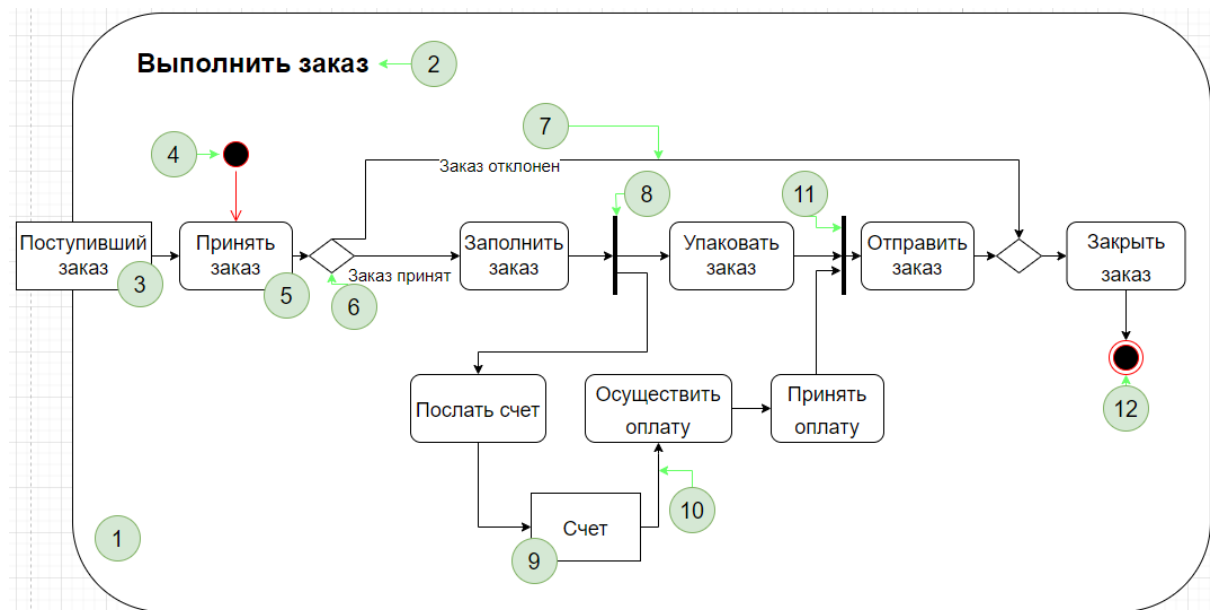 Выполнить заказ
2
7
4
Заказ отклонен
8
11
Поступивший
заказ
3
Принять
заказ
5
Заказ принят
6
Заполнить
заказ
Упаковать
заказ
Отправить
заказ
Закрыть
заказ
Послать счет
Осуществить
оплату
Принять
оплату
12
10
Счет
9
1